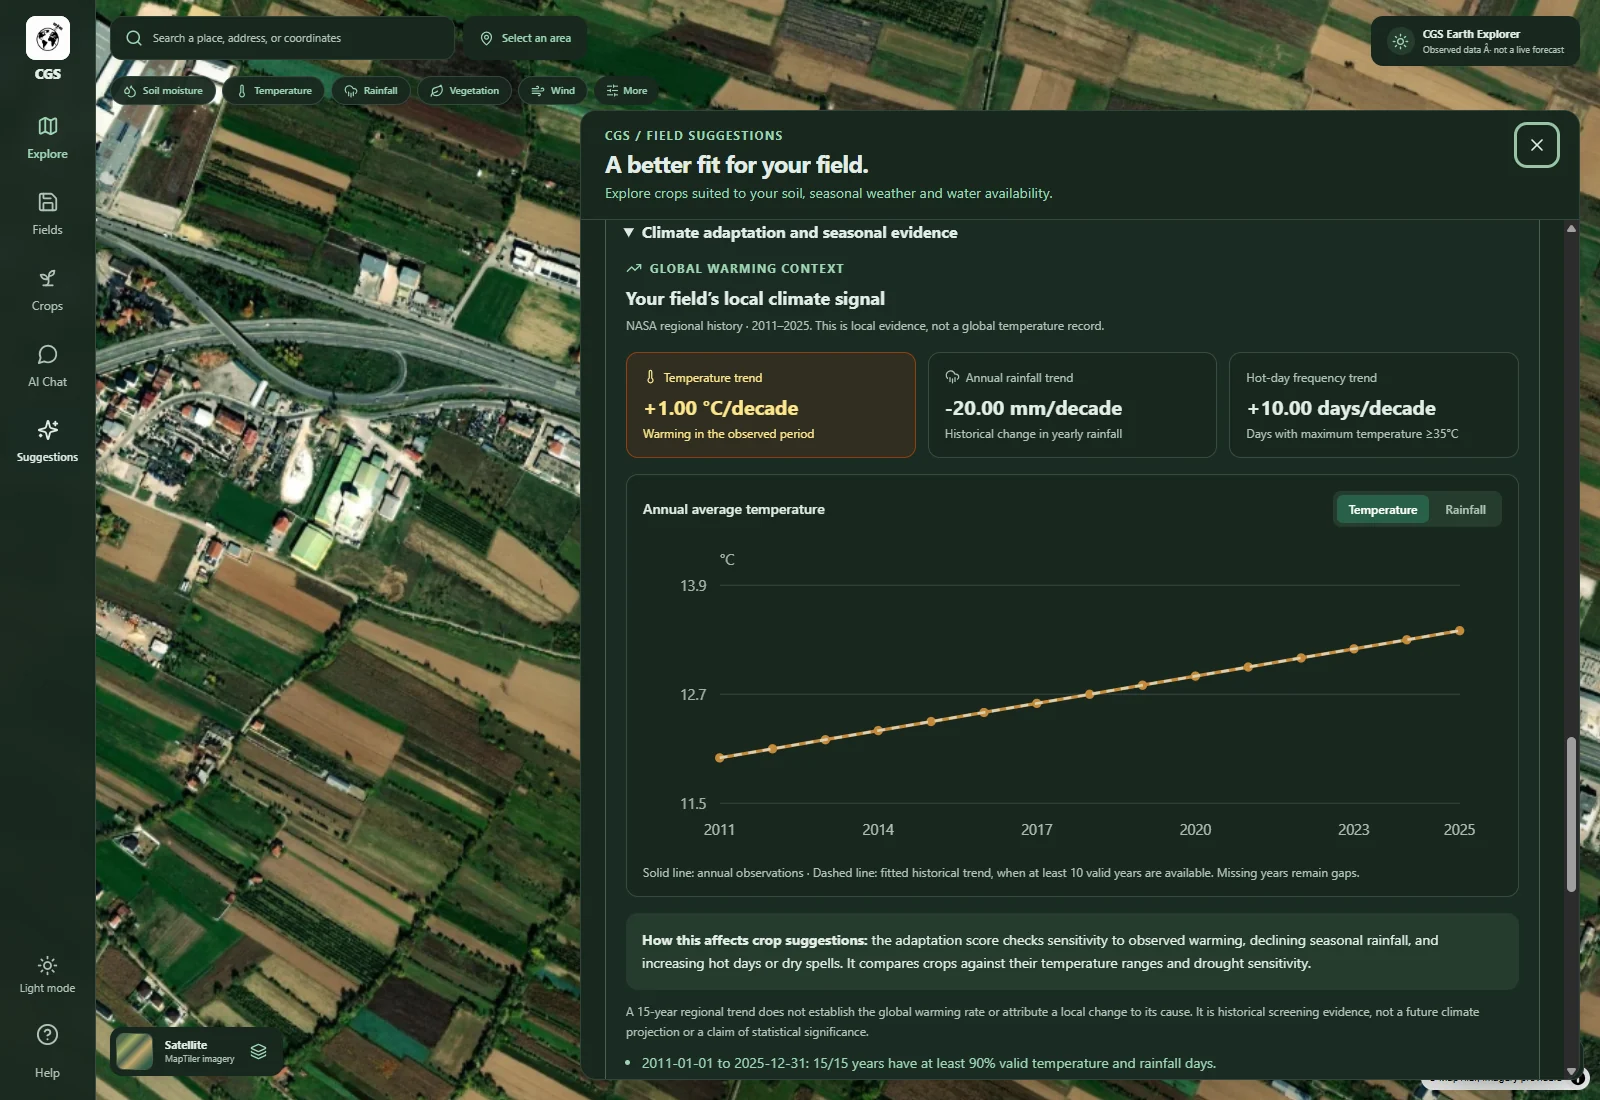 CGS
Explore
Fields
Crops
AI Chat
Suggestions
Light mode
Help
Search a place, address, or coordinates
Select an area
Soil moisture
Temperature
Rainfall
Vegetation
Wind
More
CGS Earth Explorer
Observed data Â· not a live forecast
CGS / FIELD SUGGESTIONS
A better fit for your field.
Explore crops suited to your soil, seasonal weather and water availability.
▼ Climate adaptation and seasonal evidence
GLOBAL WARMING CONTEXT
Your field’s local climate signal
NASA regional history · 2011–2025. This is local evidence, not a global temperature record.
Temperature trend
+1.00 °C/decade
Warming in the observed period
Annual rainfall trend
-20.00 mm/decade
Historical change in yearly rainfall
Hot-day frequency trend
+10.00 days/decade
Days with maximum temperature ≥35°C
Annual average temperature
Temperature
Rainfall
°C
13.9
12.7
11.5
2011 2014 2017 2020 2023 2025
Solid line: annual observations · Dashed line: fitted historical trend, when at least 10 valid years are available. Missing years remain gaps.
How this affects crop suggestions: the adaptation score checks sensitivity to observed warming, declining seasonal rainfall, and
increasing hot days or dry spells. It compares crops against their temperature ranges and drought sensitivity.
A 15-year regional trend does not establish the global warming rate or attribute a local change to its cause. It is historical screening evidence, not a future climate
projection or a claim of statistical significance.
• 2011-01-01 to 2025-12-31: 15/15 years have at least 90% valid temperature and rainfall days.
Satellite
MapTiler imagery